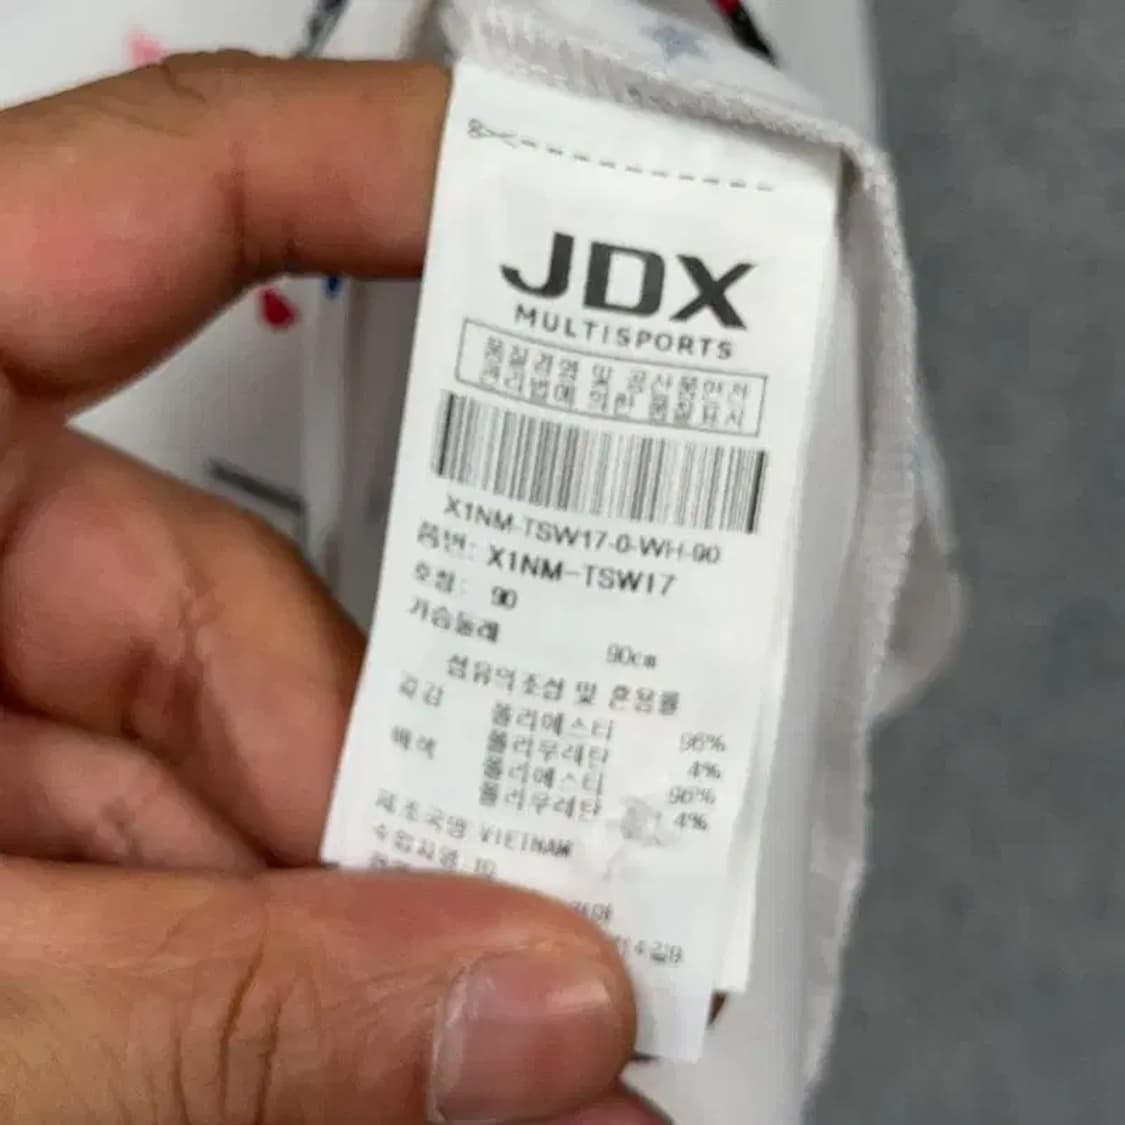 JDX
MULTISPORTS
품질경영 및 공산품안전
관리법에 의한 품질표시
X1NM-TSW17-0-WH-90
품번: X1NM-TSW17
호칭: 90
가슴둘레 90cm
섬유의조성 및 혼용률
겉감 폴리에스터 96%
폴리우레탄 4%
배색 폴리에스터 96%
폴리우레탄 4%
제조국명 VIETNAM